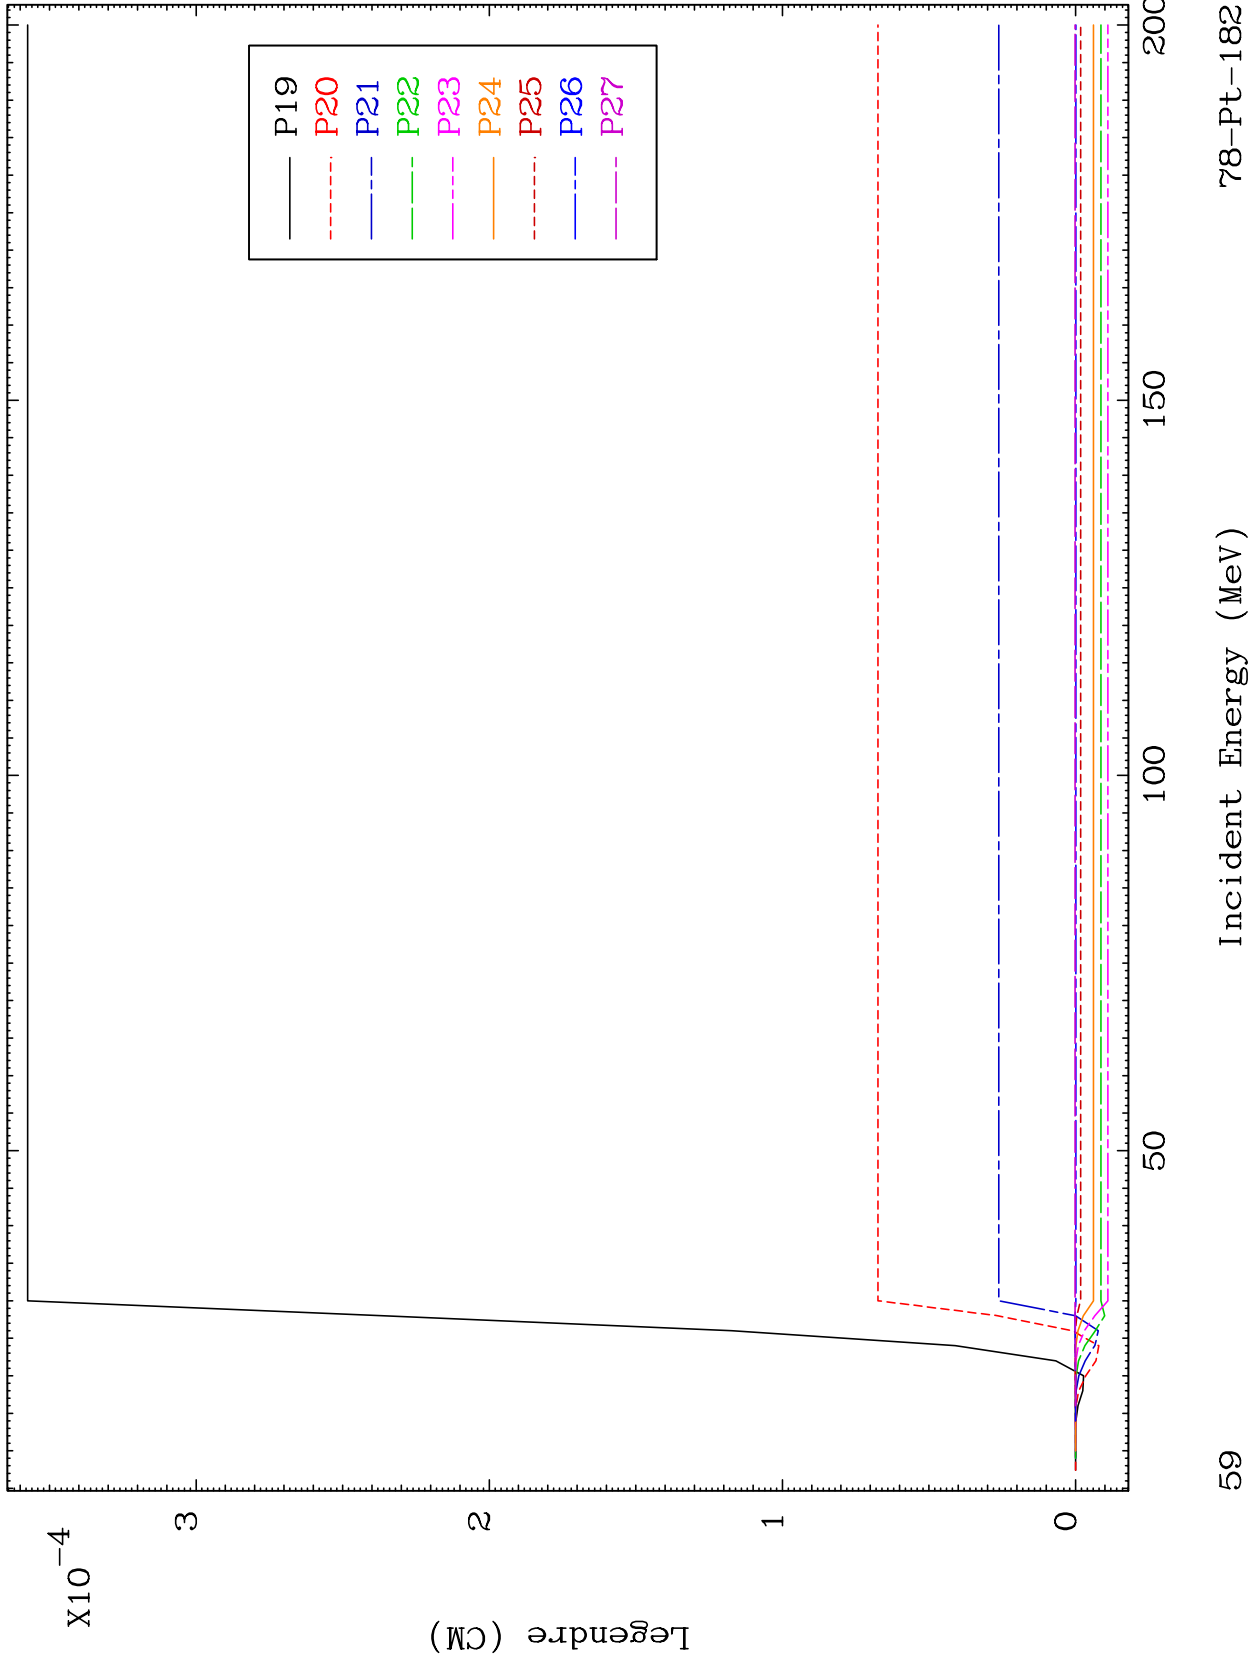 X10-4
Legendre (CM)
3
2
1
0
50
100
150
200
P19
P20
P21
P22
P23
P24
P25
P26
P27
59
Incident Energy (MeV)
78-Pt-182